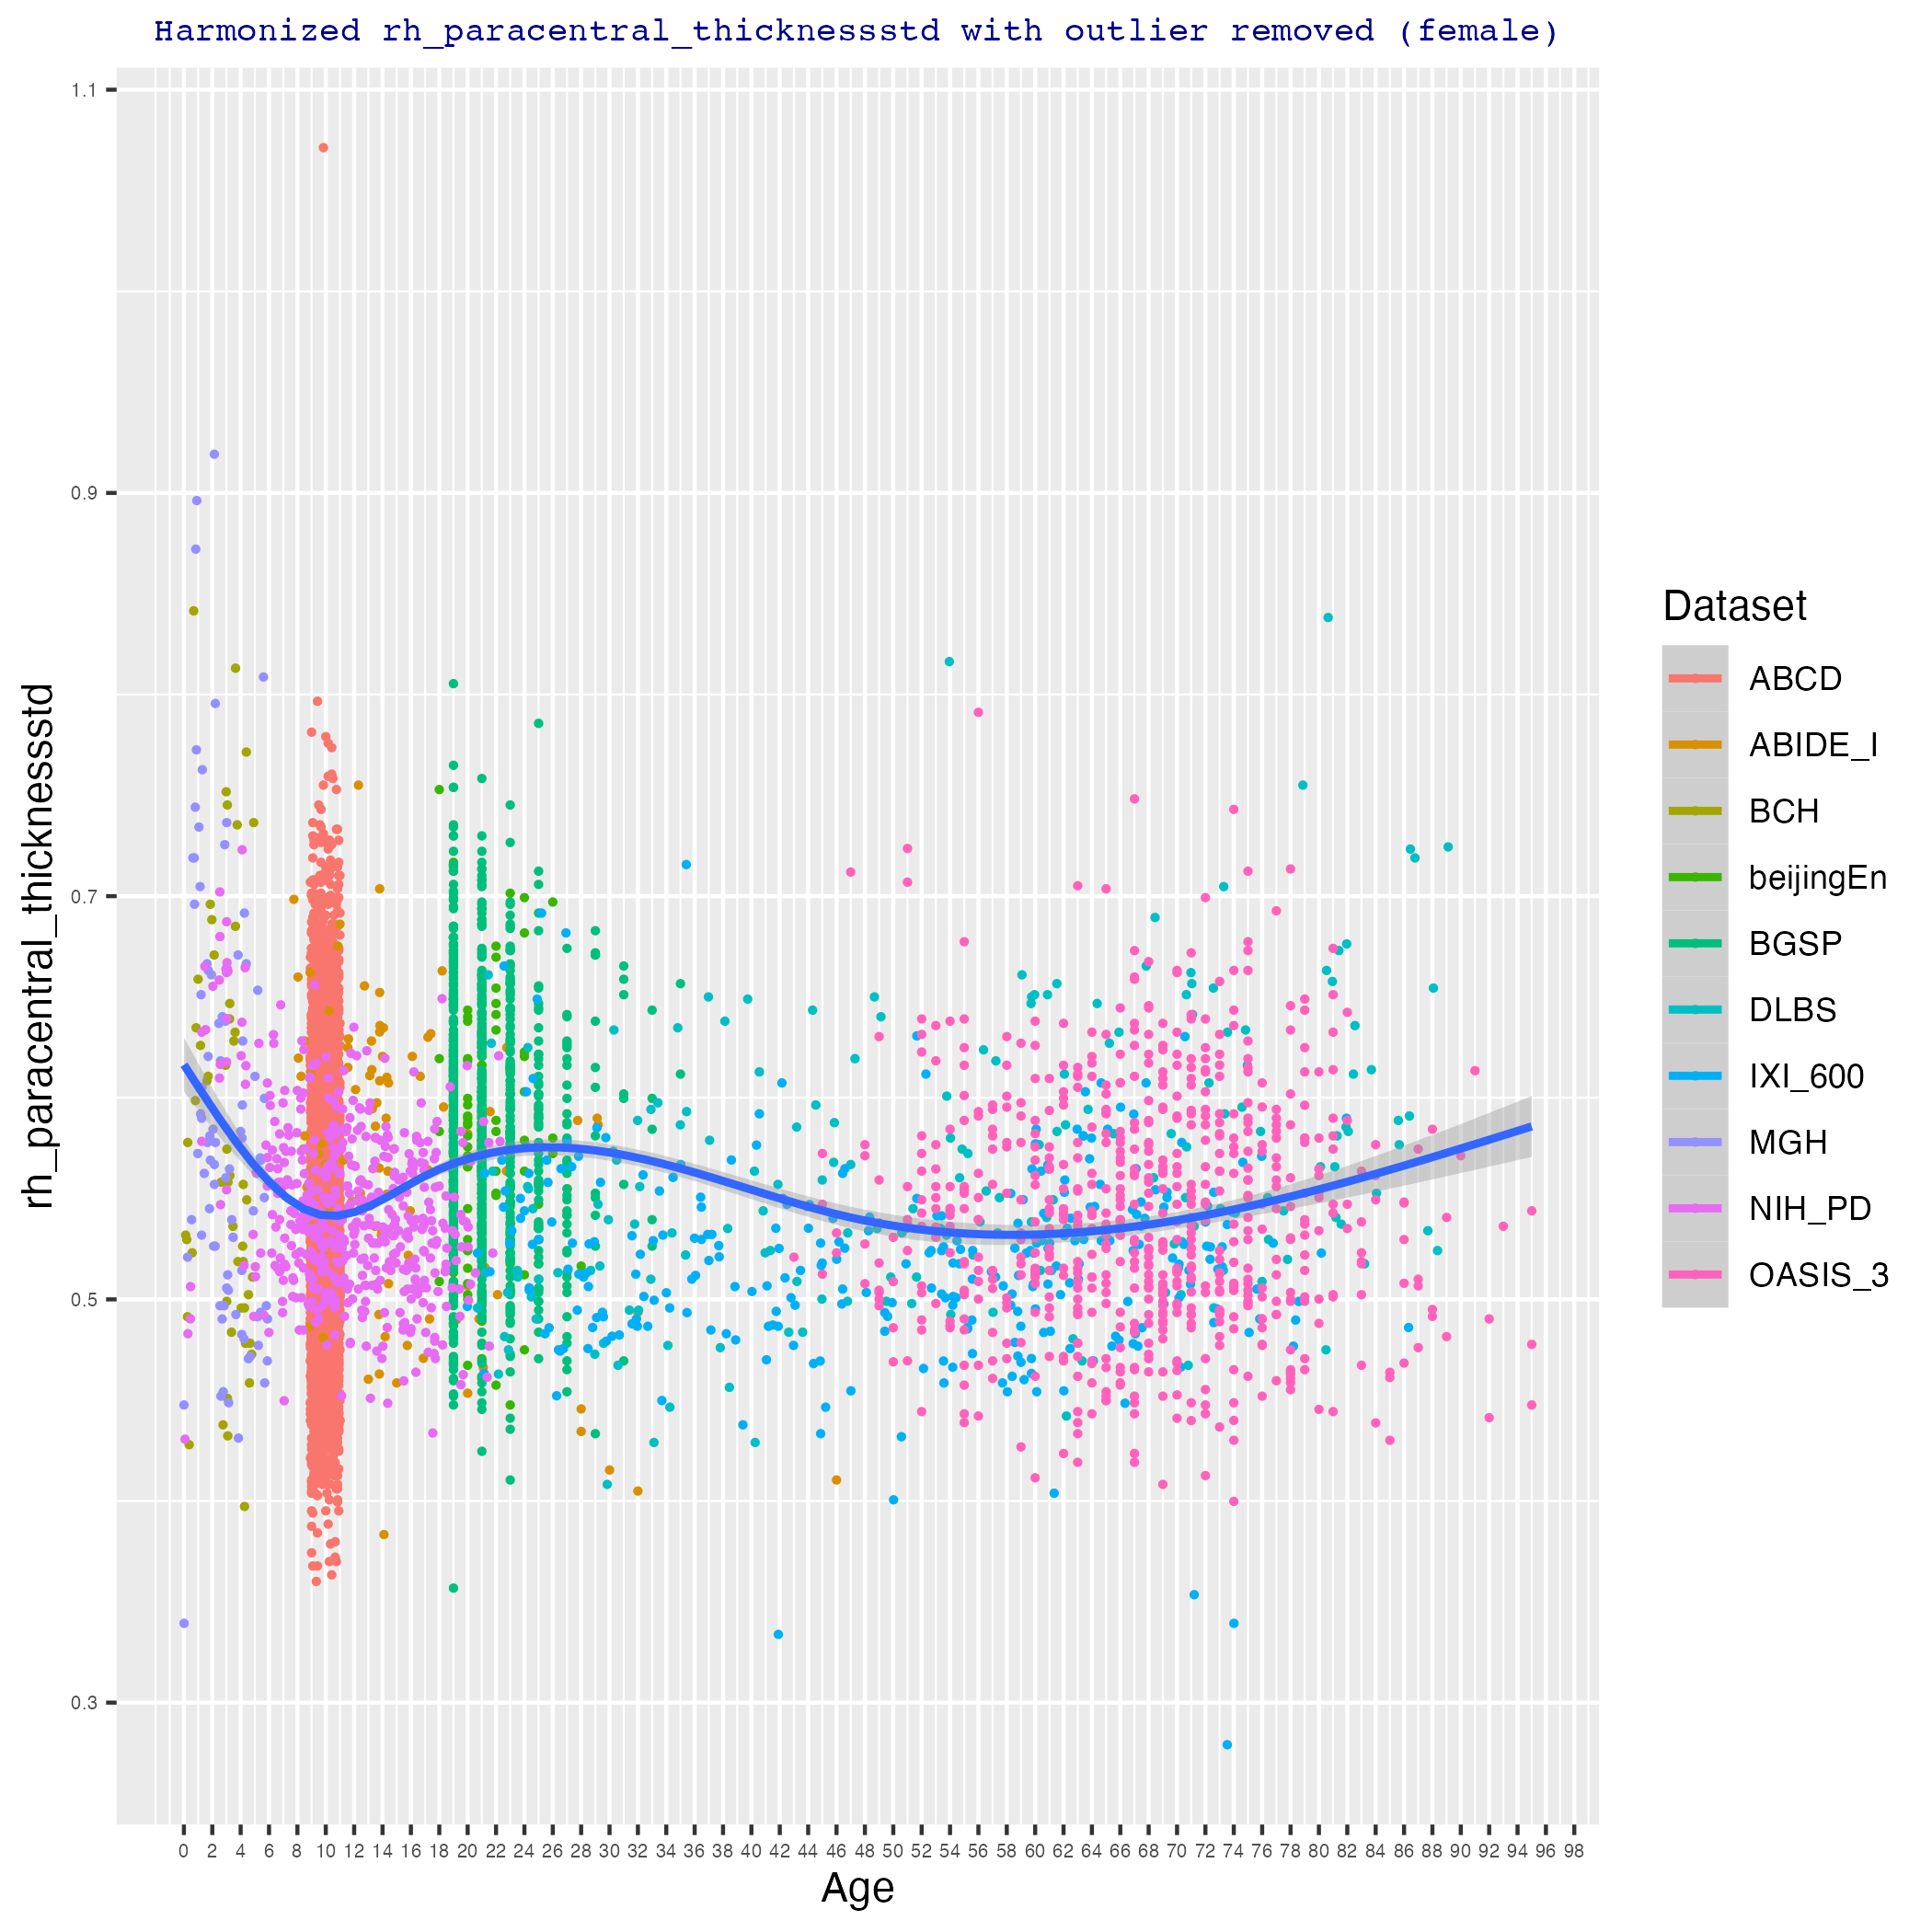 Harmonized rh_paracentral_thicknessstd with outlier removed (female)
1.1
0.9
0.7
0.5
0.3
rh_paracentral_thicknessstd
0 2 4 6 8 10 12 14 16 18 20 22 24 26 28 30 32 34 36 38 40 42 44 46 48 50 52 54 56 58 60 62 64 66 68 70 72 74 76 78 80 82 84 86 88 90 92 94 96 98
Age
Dataset
ABCD
ABIDE_I
BCH
beijingEn
BGSP
DLBS
IXI_600
MGH
NIH_PD
OASIS_3